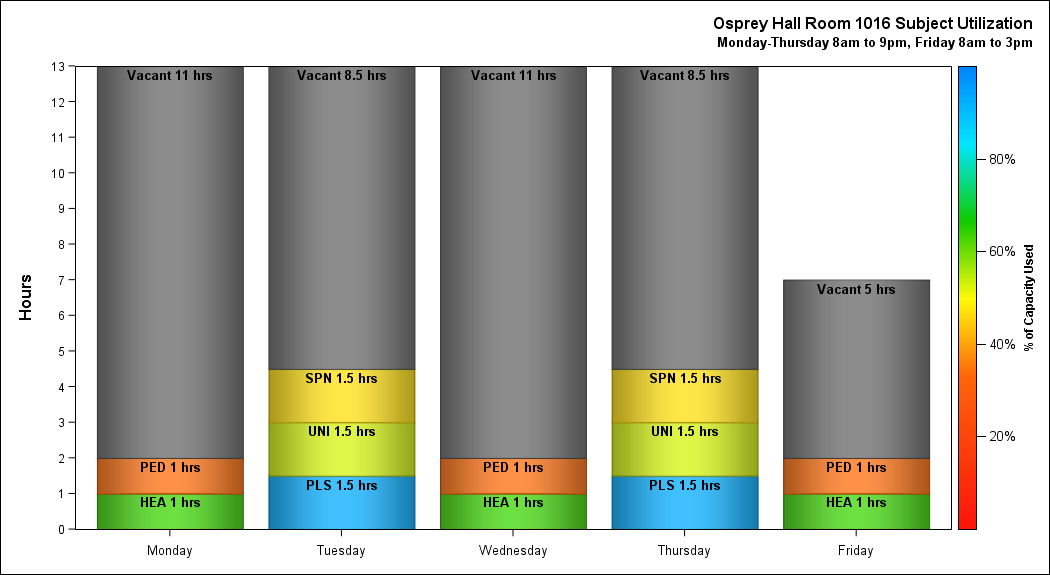 Osprey Hall Room 1016 Subject Utilization
Monday-Thursday 8am to 9pm, Friday 8am to 3pm
Hours
13
12
11
10
9
8
7
6
5
4
3
2
1
0
Vacant 11 hrs
PED 1 hrs
HEA 1 hrs
Vacant 8.5 hrs
SPN 1.5 hrs
UNI 1.5 hrs
PLS 1.5 hrs
Vacant 11 hrs
PED 1 hrs
HEA 1 hrs
Vacant 8.5 hrs
SPN 1.5 hrs
UNI 1.5 hrs
PLS 1.5 hrs
Vacant 5 hrs
PED 1 hrs
HEA 1 hrs
Monday
Tuesday
Wednesday
Thursday
Friday
80%
60%
40%
20%
% of Capacity Used